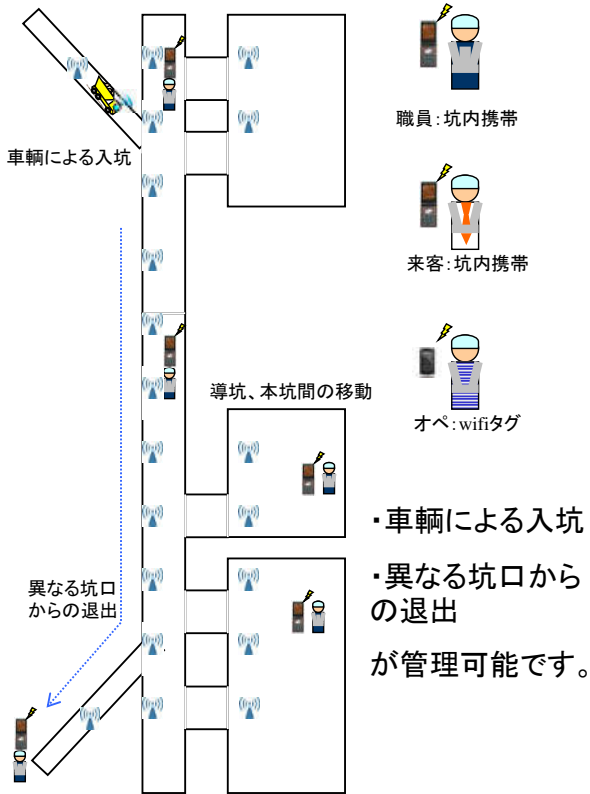 職員：坑内携帯
車輌による入坑
来客：坑内携帯
導坑、本坑間の移動
オペ：wifiタグ
・車輌による入坑
・異なる坑口から
の退出
が管理可能です。
異なる坑口
からの退出